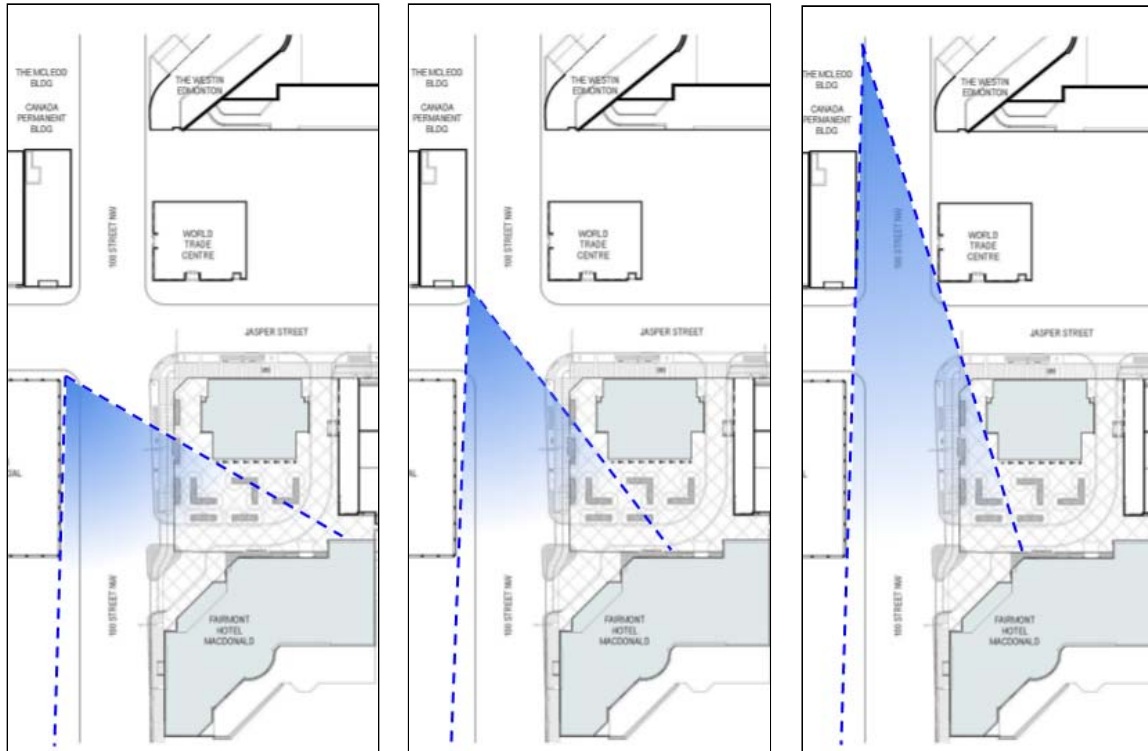 THE MCLEOD
BLDG
CANADA
PERMANENT
BLDG
THE WESTIN
EDMONTON
100 STREET NW
WORLD
TRADE
CENTRE
JASPER STREET
100 STREET NW
FAIRMONT
HOTEL
MACDONALD
THE MCLEOD
BLDG
CANADA
PERMANENT
BLDG
THE WESTIN
EDMONTON
100 STREET NW
WORLD
TRADE
CENTRE
JASPER STREET
100 STREET NW
FAIRMONT
HOTEL
MACDONALD
THE MCLEOD
BLDG
CANADA
PERMANENT
BLDG
THE WESTIN
EDMONTON
100 STREET NW
WORLD
TRADE
CENTRE
JASPER STREET
100 STREET NW
FAIRMONT
HOTEL
MACDONALD